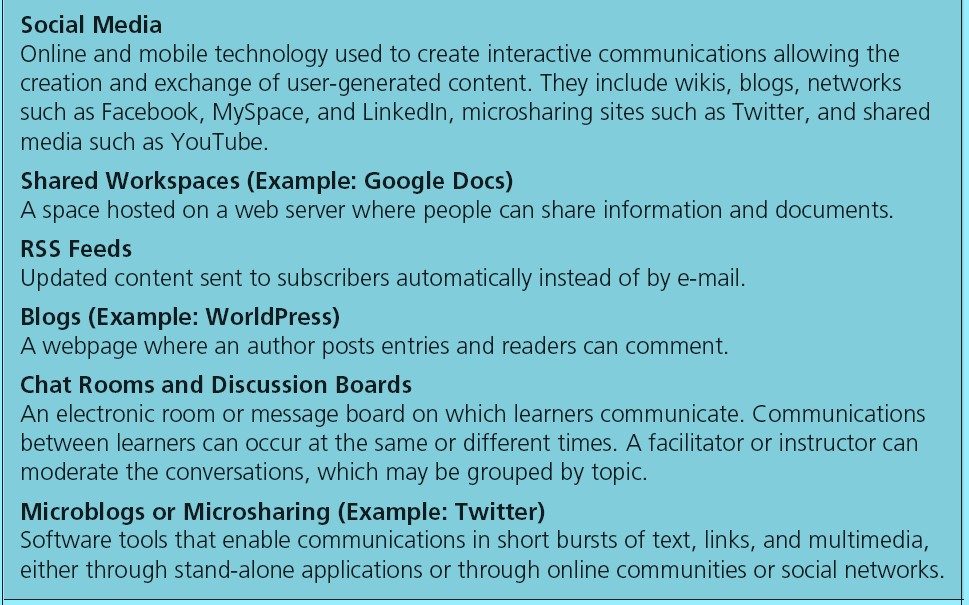 Social Media
Online and mobile technology used to create interactive communications allowing the
creation and exchange of user-generated content. They include wikis, blogs, networks
such as Facebook, MySpace, and LinkedIn, microsharing sites such as Twitter, and shared
media such as YouTube.
Shared Workspaces (Example: Google Docs)
A space hosted on a web server where people can share information and documents.
RSS Feeds
Updated content sent to subscribers automatically instead of by e-mail.
Blogs (Example: WorldPress)
A webpage where an author posts entries and readers can comment.
Chat Rooms and Discussion Boards
An electronic room or message board on which learners communicate. Communications
between learners can occur at the same or different times. A facilitator or instructor can
moderate the conversations, which may be grouped by topic.
Microblogs or Microsharing (Example: Twitter)
Software tools that enable communications in short bursts of text, links, and multimedia,
either through stand-alone applications or through online communities or social networks.